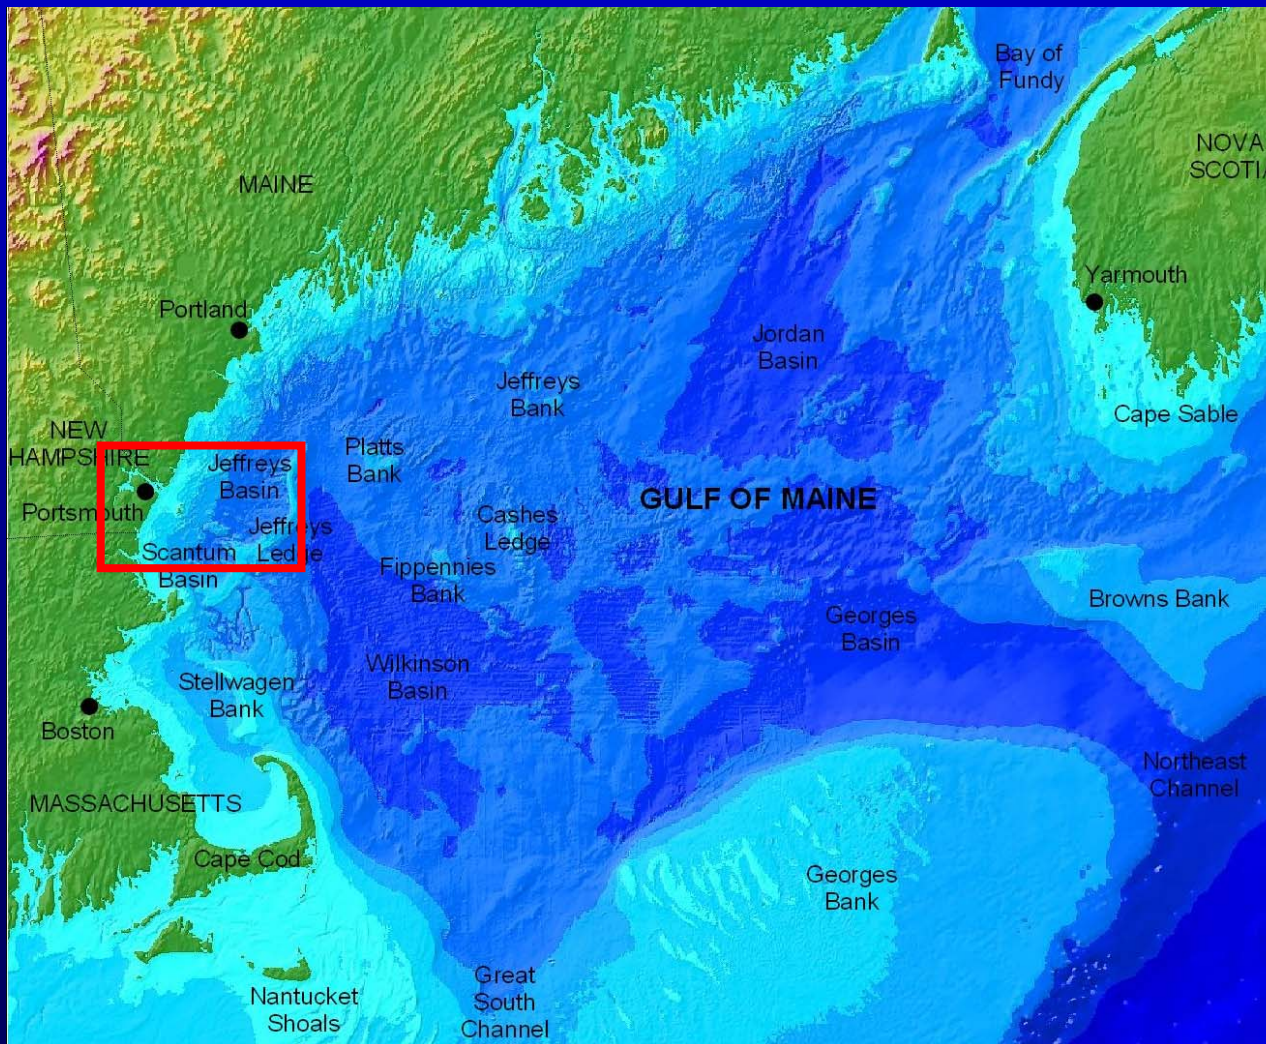 Bay of
Fundy
NOVA
SCOTIA
MAINE
Yarmouth
Portland
Jordan
Basin
Jeffreys
Bank
Cape Sable
NEW
HAMPSHIRE
Platts
Bank
Jeffreys
Basin
GULF OF MAINE
Portsmouth
Cashes
Ledge
Jeffreys
Ledge
Scantum
Basin
Fippennies
Bank
Browns Bank
Georges
Basin
Wilkinson
Basin
Stellwagen
Bank
Boston
Northeast
Channel
MASSACHUSETTS
Cape Cod
Georges
Bank
Great
South
Channel
Nantucket
Shoals